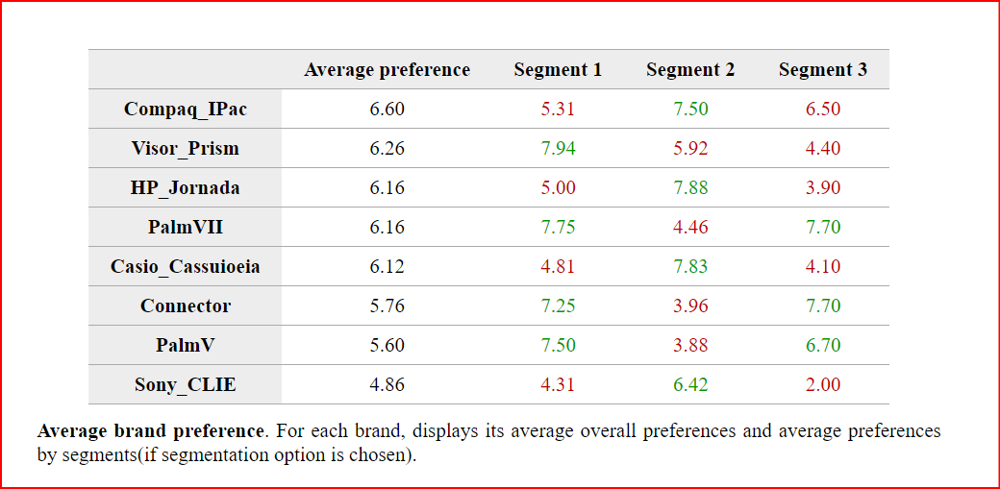 Average preference Segment 1 Segment 2 Segment 3
Compaq_IPac 6.60 5.31 7.50 6.50
Visor_Prism 6.26 7.94 5.92 4.40
HP_Jornada 6.16 5.00 7.88 3.90
PalmVII 6.16 7.75 4.46 7.70
Casio_Cassuioeia 6.12 4.81 7.83 4.10
Connector 5.76 7.25 3.96 7.70
PalmV 5.60 7.50 3.88 6.70
Sony_CLIE 4.86 4.31 6.42 2.00
Average brand preference. For each brand, displays its average overall preferences and average preferences
by segments(if segmentation option is chosen).